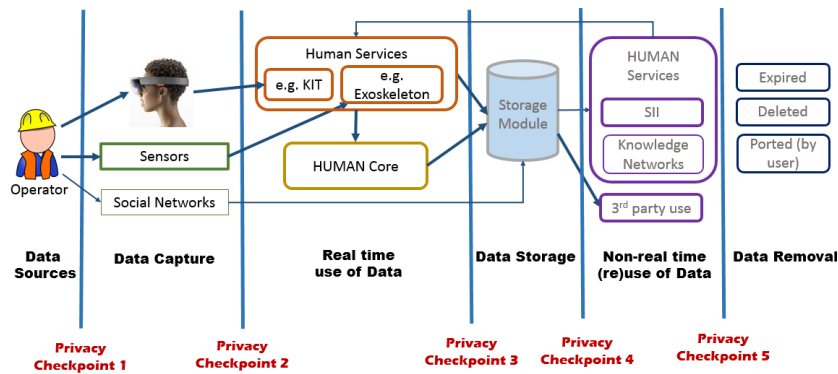 Operator
Sensors
Social Networks
Human Services
e.g. KIT
e.g.
Exoskeleton
HUMAN Core
Storage
Module
HUMAN
Services
SII
Knowledge
Networks
3rd party use
Expired
Deleted
Ported (by
user)
Data
Sources
Data Capture
Real time
use of Data
Data Storage
Non-real time
(re)use of Data
Data Removal
Privacy
Checkpoint 1
Privacy
Checkpoint 2
Privacy
Checkpoint 3
Privacy
Checkpoint 4
Privacy
Checkpoint 5